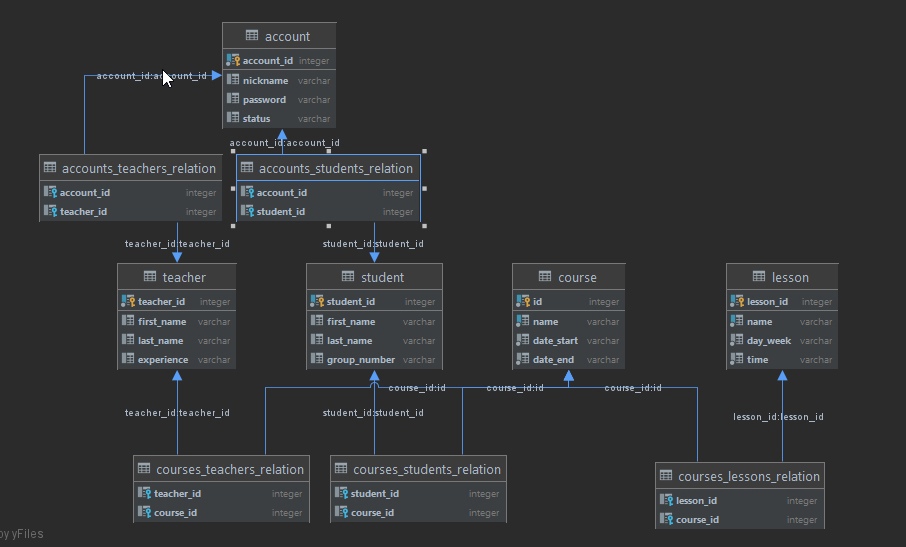 account
account_id integer
nickname varchar
password varchar
status varchar
account_id:account_id
account_id:account_id
accounts_teachers_relation
account_id integer
teacher_id integer
accounts_students_relation
account_id integer
student_id integer
teacher_id:teacher_id
student_id:student_id
teacher
teacher_id integer
first_name varchar
last_name varchar
experience varchar
student
student_id integer
first_name varchar
last_name varchar
group_number varchar
course
id integer
name varchar
date_start varchar
date_end varchar
lesson
lesson_id integer
name varchar
day_week varchar
time varchar
course_id:id
course_id:id
course_id:id
teacher_id:teacher_id
student_id:student_id
lesson_id:lesson_id
courses_teachers_relation
teacher_id integer
course_id integer
courses_students_relation
student_id integer
course_id integer
courses_lessons_relation
lesson_id integer
course_id integer
by yFiles